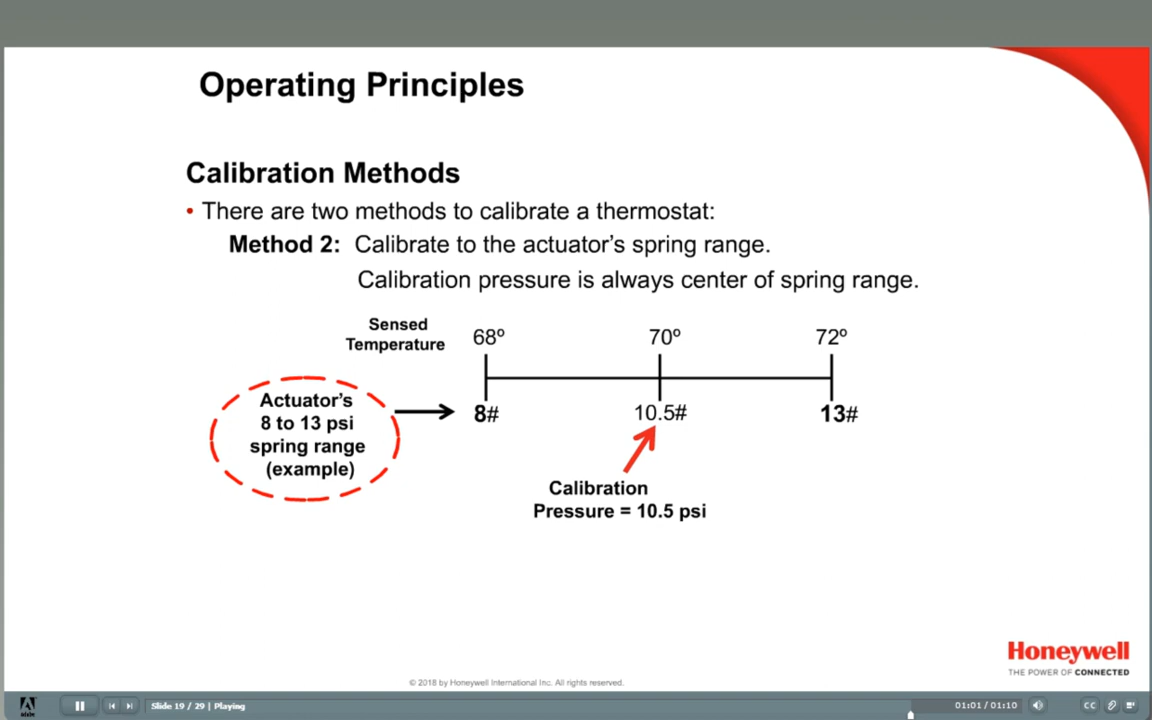 Operating Principles
Calibration Methods
• There are two methods to calibrate a thermostat:
Method 2: Calibrate to the actuator's spring range.
Calibration pressure is always center of spring range.
Sensed
Temperature
68º 70º 72º
Actuator's
8 to 13 psi
spring range
(example)
8# 10.5# 13#
Calibration
Pressure = 10.5 psi
Honeywell
THE POWER OF CONNECTED
© 2018 by Honeywell International Inc. All rights reserved.
Slide 19 / 29 | Playing
01:01 / 01:10
CC